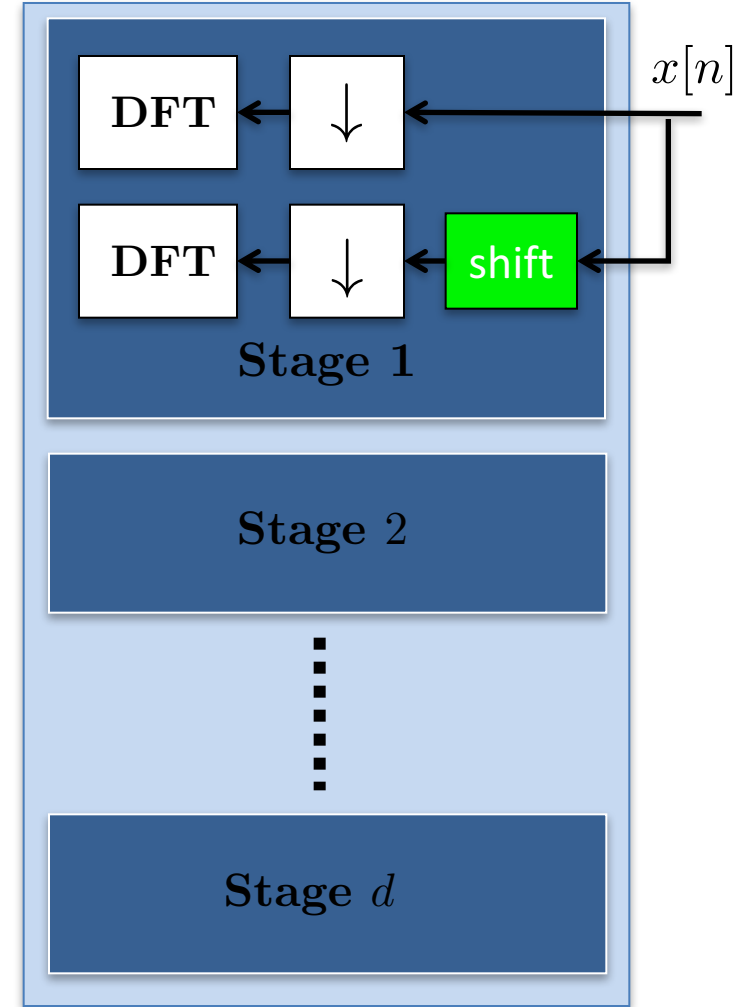 x[n]
DFT ↓
DFT ↓ shift
Stage 1
Stage 2
Stage d